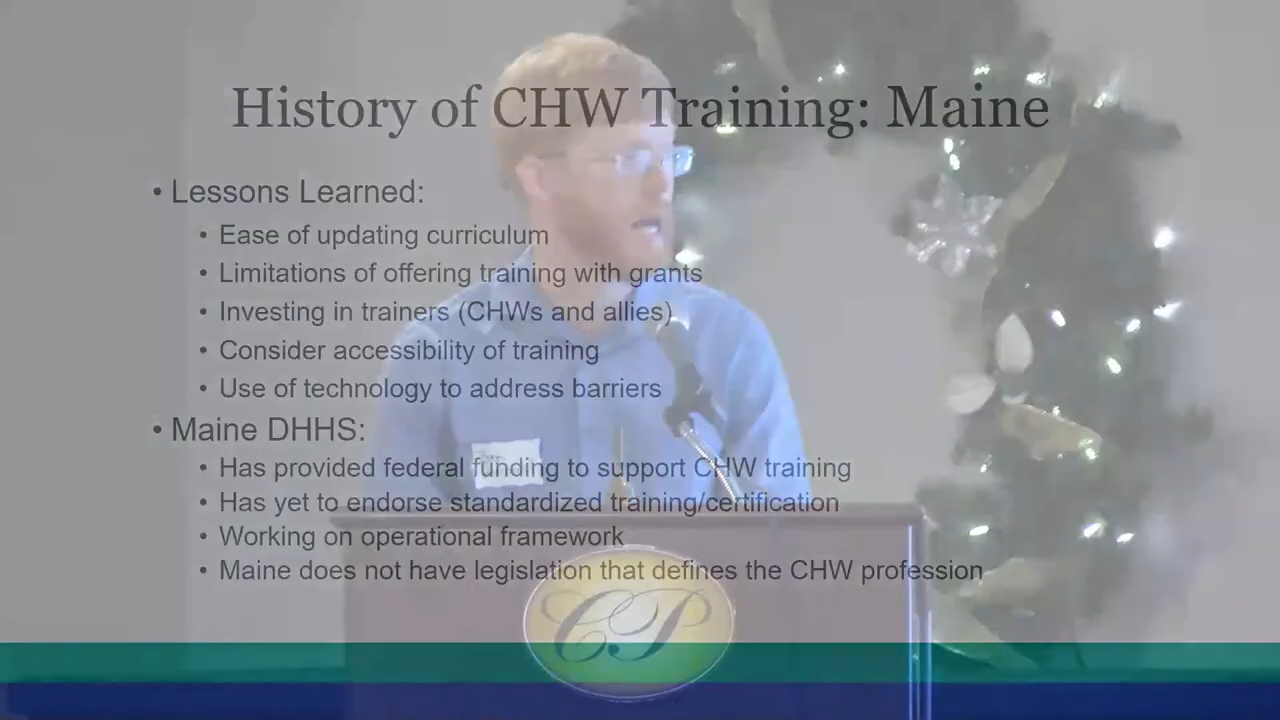 History of CHW Training: Maine
• Lessons Learned:
• Ease of updating curriculum
• Limitations of offering training with grants
• Investing in trainers (CHWs and allies)
• Consider accessibility of training
• Use of technology to address barriers
• Maine DHHS:
• Has provided federal funding to support CHW training
• Has yet to endorse standardized training/certification
• Working on operational framework
• Maine does not have legislation that defines the CHW profession
CP